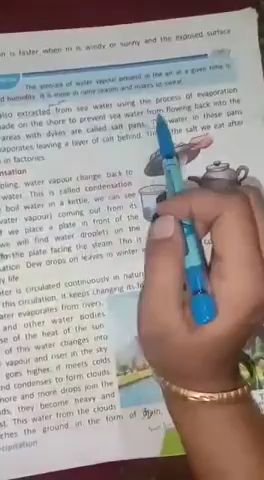 n is faster when it is windy or sunny and the exposed surface
The amount of water vapour present in the air at a given time is
humidity. It is more in rainy season and makes us sweat.
also extracted from sea water using the process of evaporation
made on the shore to prevent sea water from flowing back into the
areas with dykes are called salt pans. The water in these pans
evaporates leaving a layer of salt behind. the salt we eat after
in factories
nsation
oling, water vapour change back to
water. This is called condensation
boil water in a kettle, we can see
water vapour) coming out from its
f we place a plate in front of the
we will find water droplets on the
the plate facing the steam. This is
ation. Dew drops on leaves in winter
y life
ter is circulated continuously in natur
this circulation, it keeps changing its fo
ater evaporates from rivers,
and other water bodies
se of the heat of the sun
of this water changes into
vapour and rises in the sky
goes higher, it meets colds
and condenses to form clouds
more and more drops join the
ds, they become heavy and
st. This water from the clouds
ches the ground in the form of rain,
ecipitation